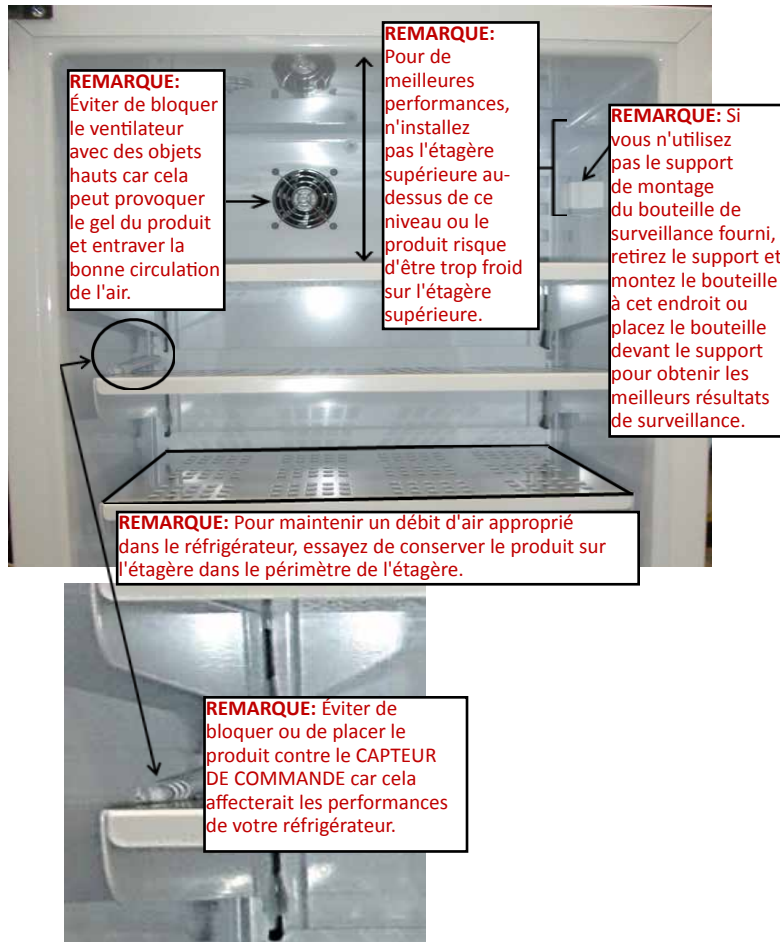 REMARQUE:
Éviter de bloquer
le ventilateur
avec des objets
hauts car cela
peut provoquer
le gel du produit
et entraver la
bonne circulation
de l'air.
REMARQUE:
Pour de
meilleures
performances,
n'installez
pas l'étagère
supérieure au-
dessus de ce
niveau ou le
produit risque
d'être trop froid
sur l'étagère
supérieure.
REMARQUE: Si
vous n'utilisez
pas le support
de montage
du bouteille de
surveillance fourni,
retirez le support et
montez le bouteille
à cet endroit ou
placez le bouteille
devant le support
pour obtenir les
meilleurs résultats
de surveillance.
REMARQUE: Pour maintenir un débit d'air approprié
dans le réfrigérateur, essayez de conserver le produit sur
l'étagère dans le périmètre de l'étagère.
REMARQUE: Éviter de
bloquer ou de placer le
produit contre le CAPTEUR
DE COMMANDE car cela
affecterait les performances
de votre réfrigérateur.